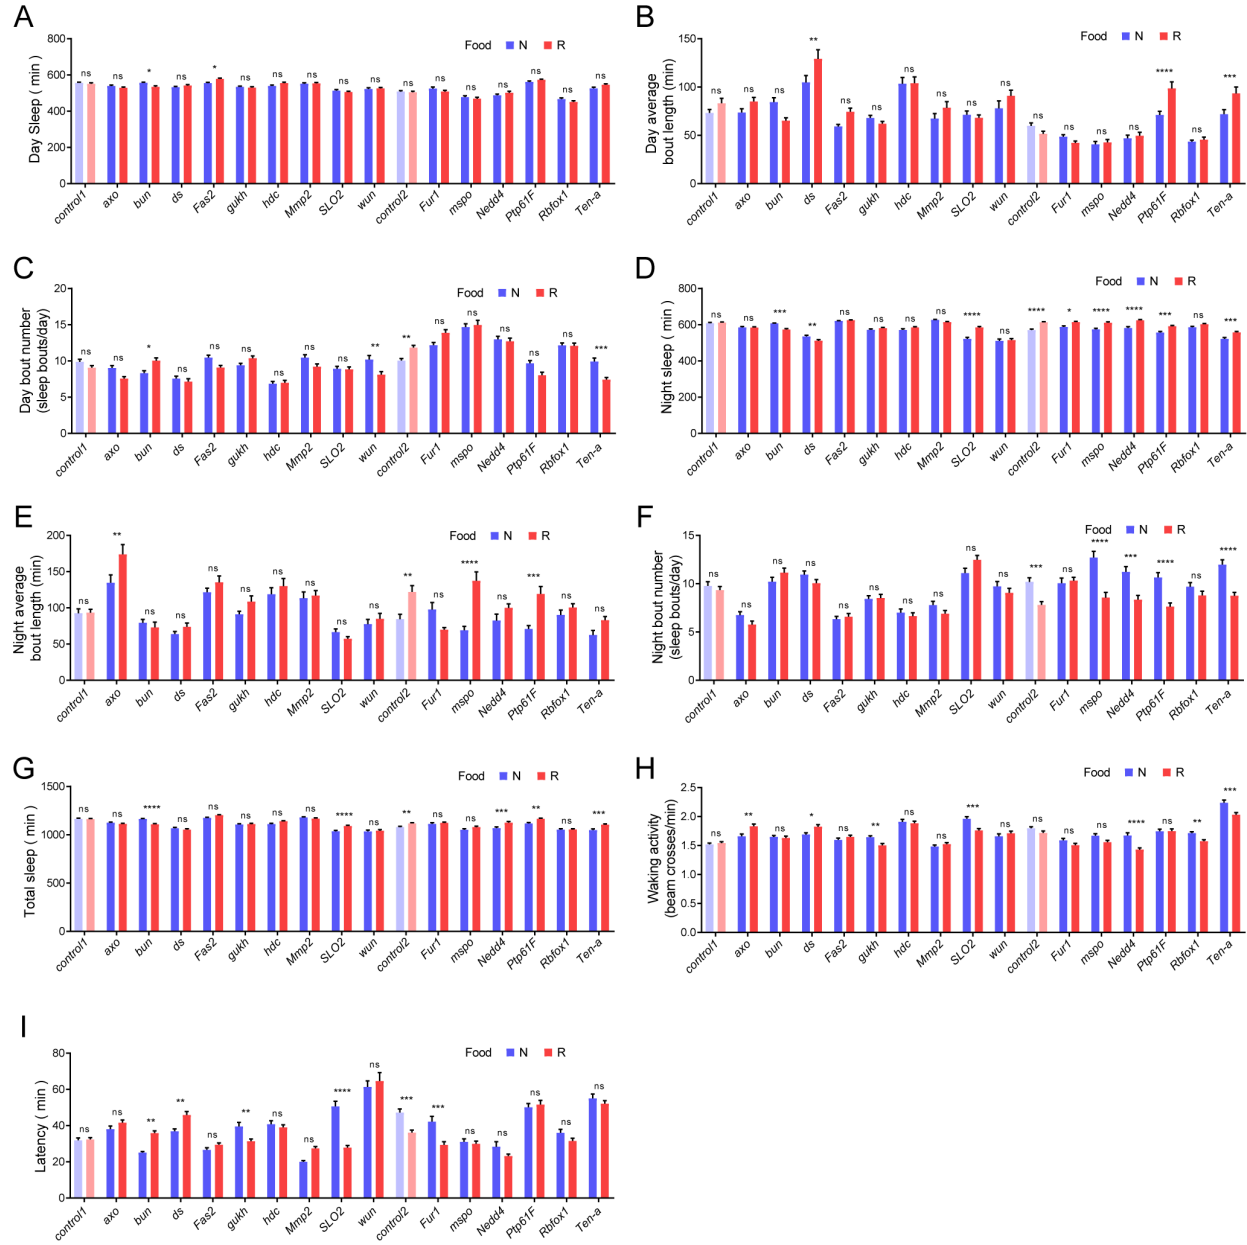 A
Food N R
Day Sleep ( min )
800
600
400
200
0
ns ns * ns * ns ns ns ns ns ns ns ns ns ns ns ns
control1 axo bun ds Fas2 gukh hdc Mmp2 SLO2 wun control2 Fur1 mspo Nedd4 Ptp61F Rbfox1 Ten-a
B
Food N R
Day average
bout length (min)
150
100
50
0
ns ns ns ** ns ns ns ns ns ns ns ns ns ns **** ns ***
control1 axo bun ds Fas2 gukh hdc Mmp2 SLO2 wun control2 Fur1 mspo Nedd4 Ptp61F Rbfox1 Ten-a
C
Food N R
Day bout number
(sleep bouts/day)
20
15
10
5
0
ns ns * ns ns ns ns ns ns ** ** ns ns ns ns ns ***
control1 axo bun ds Fas2 gukh hdc Mmp2 SLO2 wun control2 Fur1 mspo Nedd4 Ptp61F Rbfox1 Ten-a
D
Food N R
Night sleep ( min )
800
600
400
200
0
ns ns *** ** ns ns ns ns **** ns **** * **** **** *** ns ***
control1 axo bun ds Fas2 gukh hdc Mmp2 SLO2 wun control2 Fur1 mspo Nedd4 Ptp61F Rbfox1 Ten-a
E
Food N R
Night average
bout length (min)
200
150
100
50
0
ns ** ns ns ns ns ns ns ns ns ** ns **** ns *** ns ns
control1 axo bun ds Fas2 gukh hdc Mmp2 SLO2 wun control2 Fur1 mspo Nedd4 Ptp61F Rbfox1 Ten-a
F
Food N R
Night bout number
(sleep bouts/day)
15
10
5
0
ns ns ns ns ns ns ns ns ns ns *** ns **** *** **** ns ****
control1 axo bun ds Fas2 gukh hdc Mmp2 SLO2 wun control2 Fur1 mspo Nedd4 Ptp61F Rbfox1 Ten-a
G
Food N R
Total sleep ( min )
1500
1000
500
0
ns ns **** ns ns ns ns ns **** ns ** ns ns *** ** ns ***
control1 axo bun ds Fas2 gukh hdc Mmp2 SLO2 wun control2 Fur1 mspo Nedd4 Ptp61F Rbfox1 Ten-a
H
Food N R
Waking activity
(beam crosses/min)
2.5
2.0
1.5
1.0
0.5
0.0
ns ** ns * ns ** ns ns *** ns ns ns ns **** ns ** ***
control1 axo bun ds Fas2 gukh hdc Mmp2 SLO2 wun control2 Fur1 mspo Nedd4 Ptp61F Rbfox1 Ten-a
I
Food N R
Latency ( min )
80
60
40
20
0
ns ns ** ** ns ** ns ns **** ns *** *** ns ns ns ns ns
control1 axo bun ds Fas2 gukh hdc Mmp2 SLO2 wun control2 Fur1 mspo Nedd4 Ptp61F Rbfox1 Ten-a